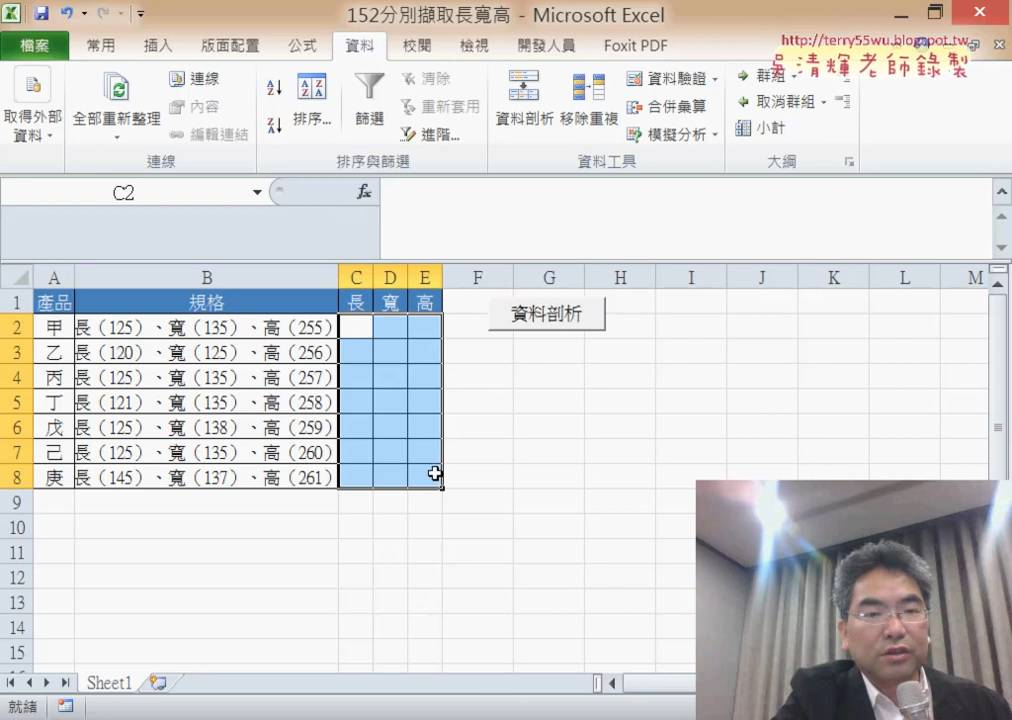 152分別擷取長寬高 - Microsoft Excel
檔案 常用 插入 版面配置 公式 資料 校閱 檢視 開發人員 Foxit PDF
http://terry55wu.blogspot.tw
吳清輝老師錄製
取得外部資料 全部重新整理 連線 內容 編輯連結 排序... 篩選 清除 重新套用 進階... 資料剖析 移除重複 資料驗證 合併彙算 模擬分析 群組 取消群組 小計
連線 排序與篩選 資料工具 大綱
C2 fx
A B C D E F G H I J K L M
1 產品 規格 長 寬 高
資料剖析
2 甲 長（125）、寬（135）、高（255）
3 乙 長（120）、寬（125）、高（256）
4 丙 長（125）、寬（135）、高（257）
5 丁 長（121）、寬（135）、高（258）
6 戊 長（125）、寬（138）、高（259）
7 己 長（125）、寬（135）、高（260）
8 庚 長（145）、寬（137）、高（261）
9
10
11
12
13
14
15
Sheet1
就緒